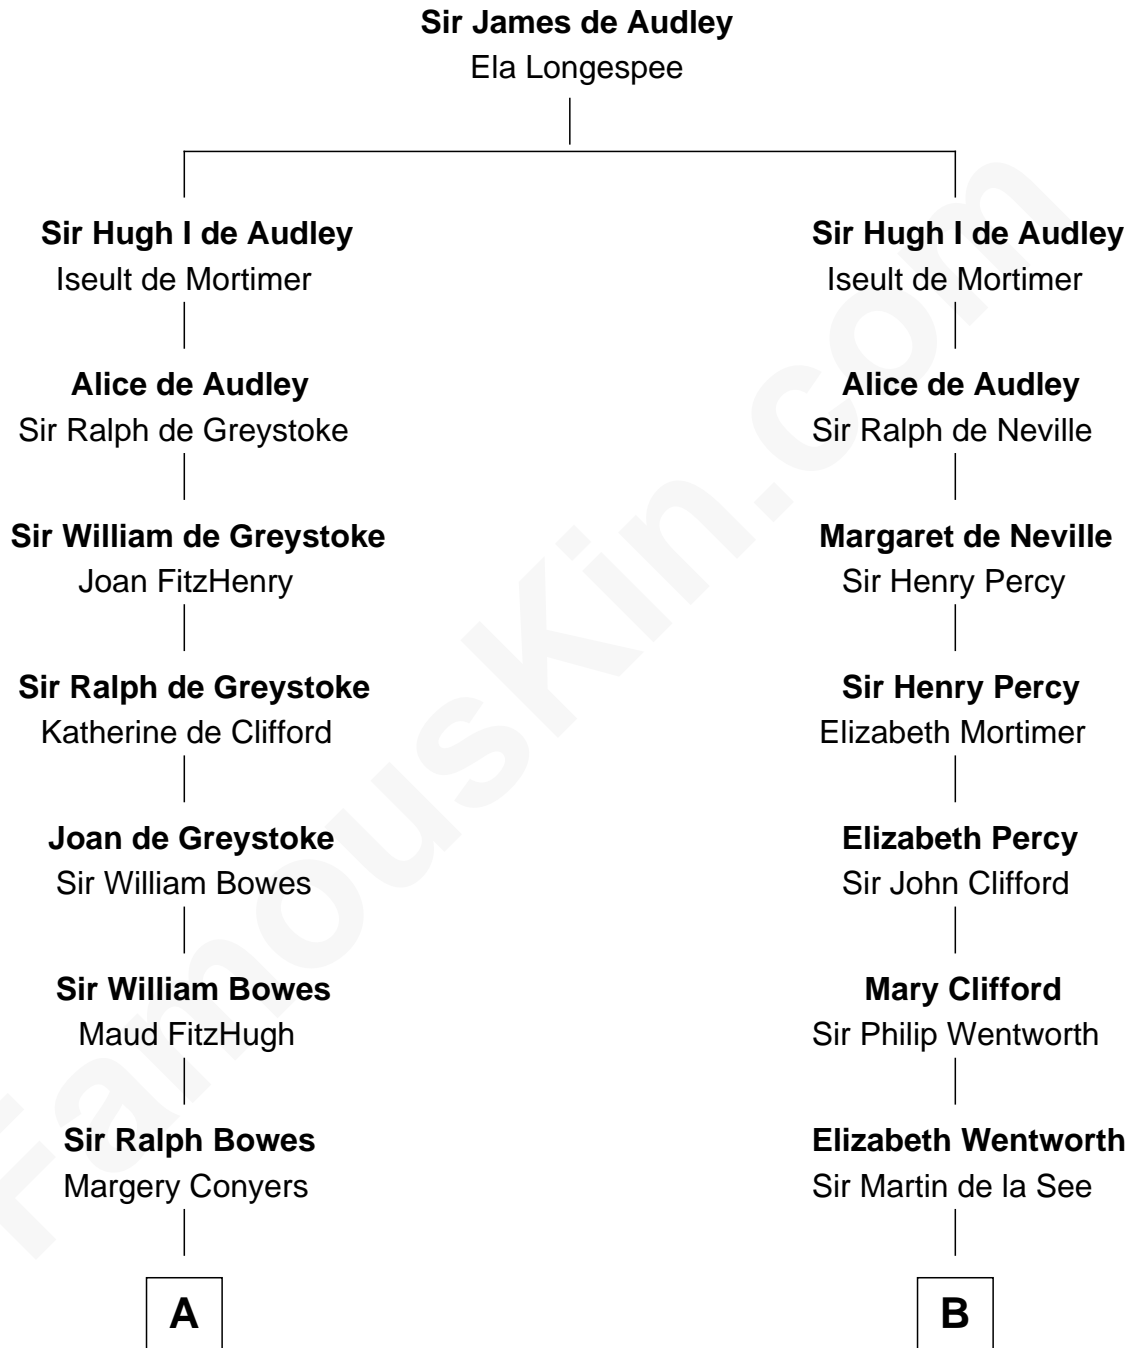 Sir James de Audley
Ela Longespee
Sir Hugh I de Audley
Iseult de Mortimer
Sir Hugh I de Audley
Iseult de Mortimer
Alice de Audley
Sir Ralph de Greystoke
Alice de Audley
Sir Ralph de Neville
Sir William de Greystoke
Joan FitzHenry
Margaret de Neville
Sir Henry Percy
Sir Ralph de Greystoke
Katherine de Clifford
Sir Henry Percy
Elizabeth Mortimer
Joan de Greystoke
Sir William Bowes
Elizabeth Percy
Sir John Clifford
Sir William Bowes
Maud FitzHugh
Mary Clifford
Sir Philip Wentworth
Sir Ralph Bowes
Margery Conyers
Elizabeth Wentworth
Sir Martin de la See
A
B
FamousKin.com